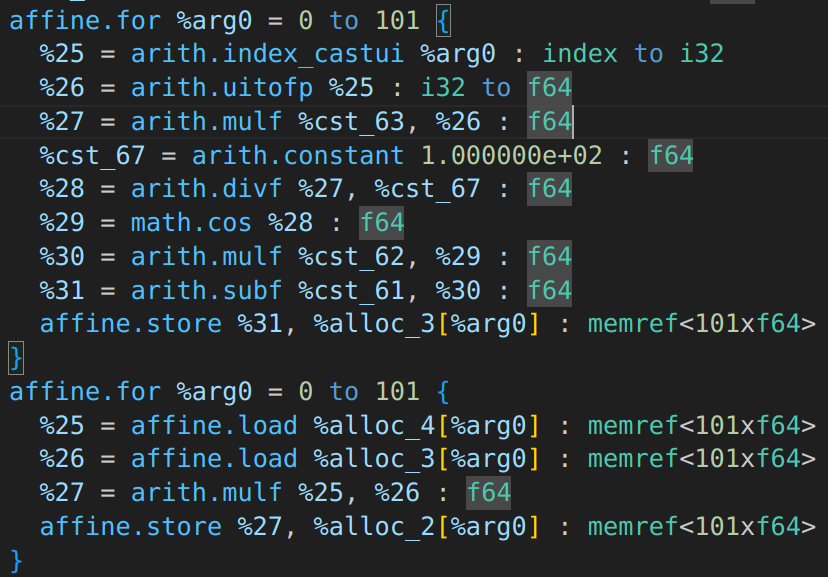 affine.for %arg0 = 0 to 101 {
%25 = arith.index_castui %arg0 : index to i32
%26 = arith.uitofp %25 : i32 to f64
%27 = arith.mulf %cst_63, %26 : f64
%cst_67 = arith.constant 1.000000e+02 : f64
%28 = arith.divf %27, %cst_67 : f64
%29 = math.cos %28 : f64
%30 = arith.mulf %cst_62, %29 : f64
%31 = arith.subf %cst_61, %30 : f64
affine.store %31, %alloc_3[%arg0] : memref<101xf64>
}
affine.for %arg0 = 0 to 101 {
%25 = affine.load %alloc_4[%arg0] : memref<101xf64>
%26 = affine.load %alloc_3[%arg0] : memref<101xf64>
%27 = arith.mulf %25, %26 : f64
affine.store %27, %alloc_2[%arg0] : memref<101xf64>
}